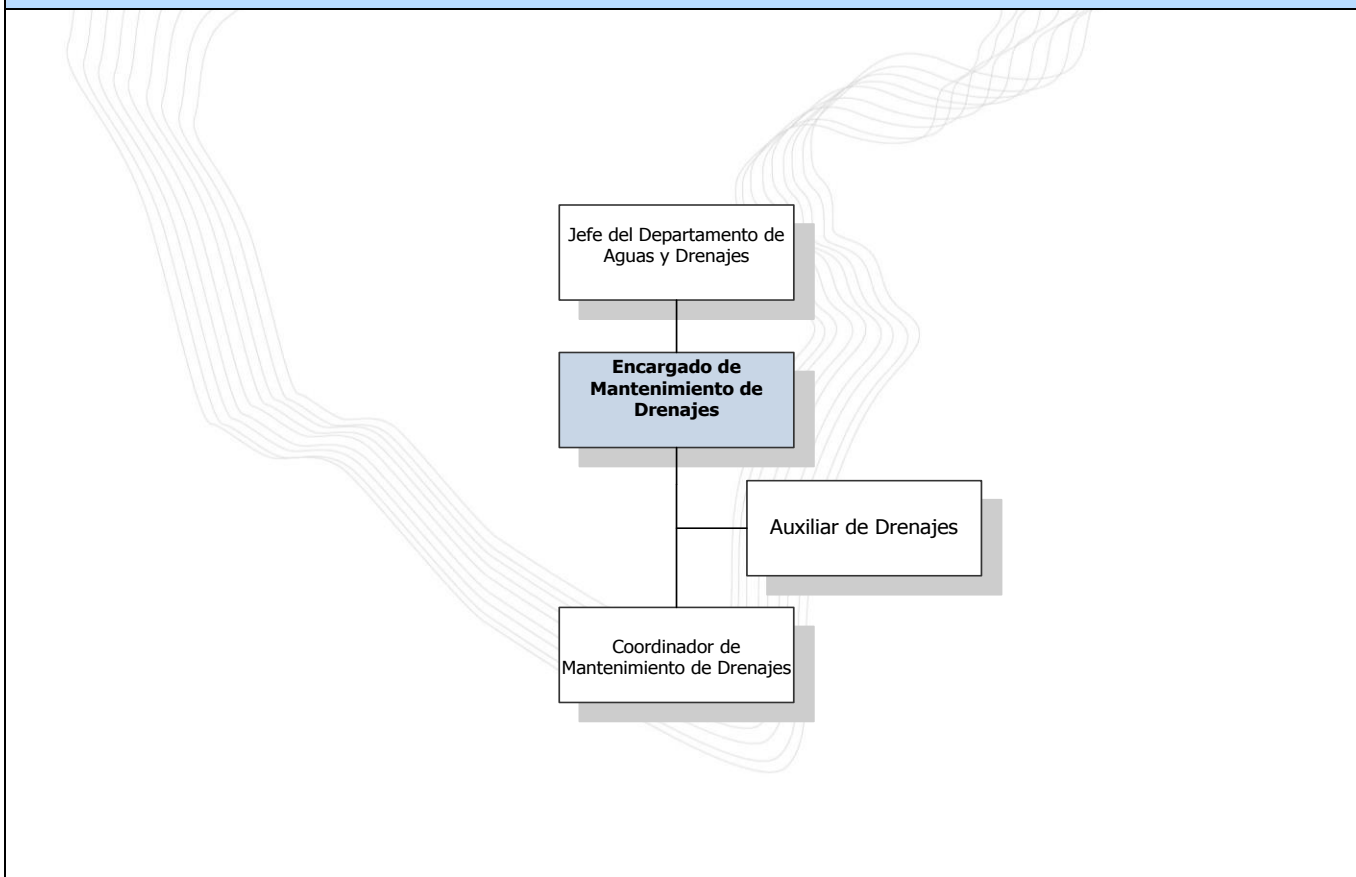 Jefe del Departamento de
Aguas y Drenajes
Encargado de
Mantenimiento de
Drenajes
Auxiliar de Drenajes
Coordinador de
Mantenimiento de Drenajes